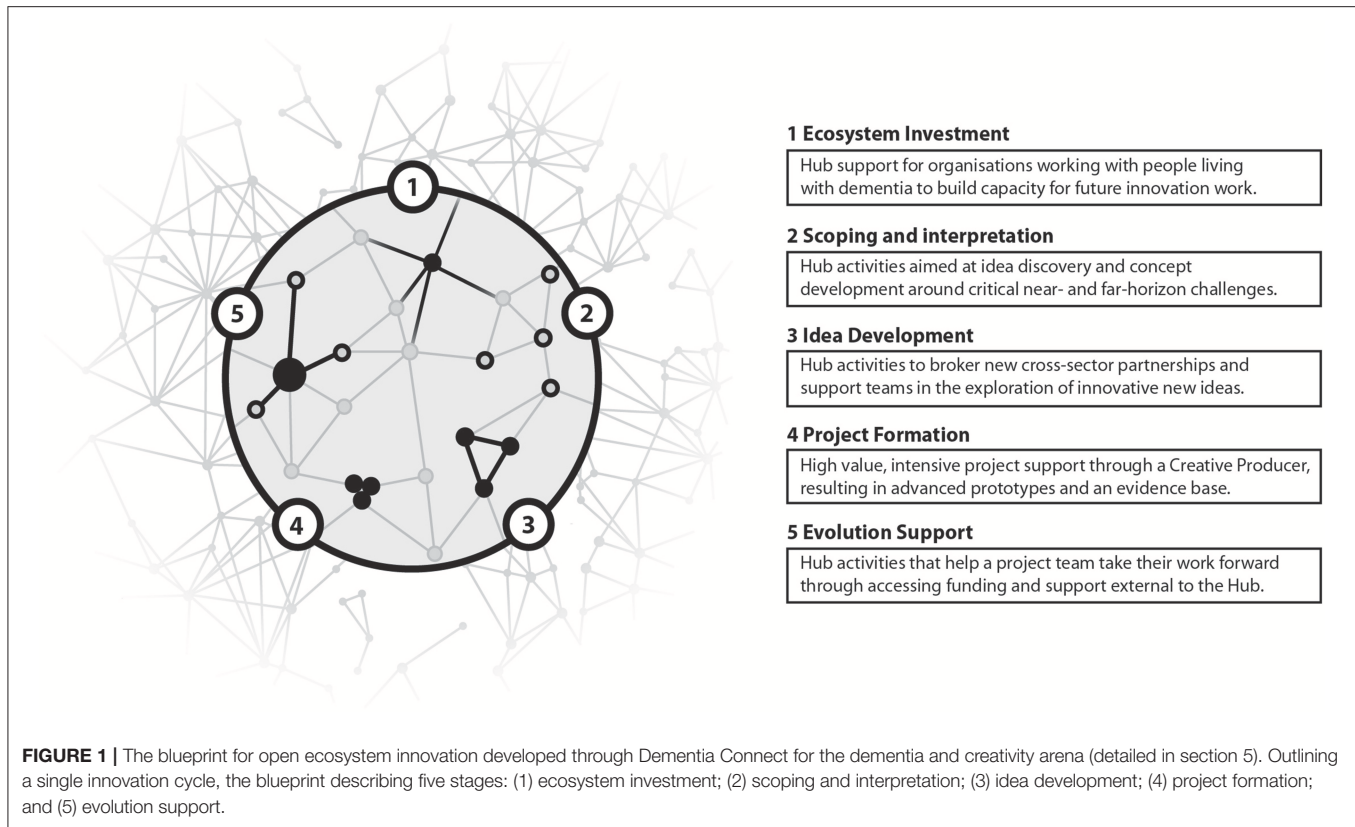 1
2
3
4
5
1 Ecosystem Investment
Hub support for organisations working with people living
with dementia to build capacity for future innovation work.
2 Scoping and interpretation
Hub activities aimed at idea discovery and concept
development around critical near- and far-horizon challenges.
3 Idea Development
Hub activities to broker new cross-sector partnerships and
support teams in the exploration of innovative new ideas.
4 Project Formation
High value, intensive project support through a Creative Producer,
resulting in advanced prototypes and an evidence base.
5 Evolution Support
Hub activities that help a project team take their work forward
through accessing funding and support external to the Hub.
FIGURE 1 | The blueprint for open ecosystem innovation developed through Dementia Connect for the dementia and creativity arena (detailed in section 5). Outlining
a single innovation cycle, the blueprint describing five stages: (1) ecosystem investment; (2) scoping and interpretation; (3) idea development; (4) project formation;
and (5) evolution support.